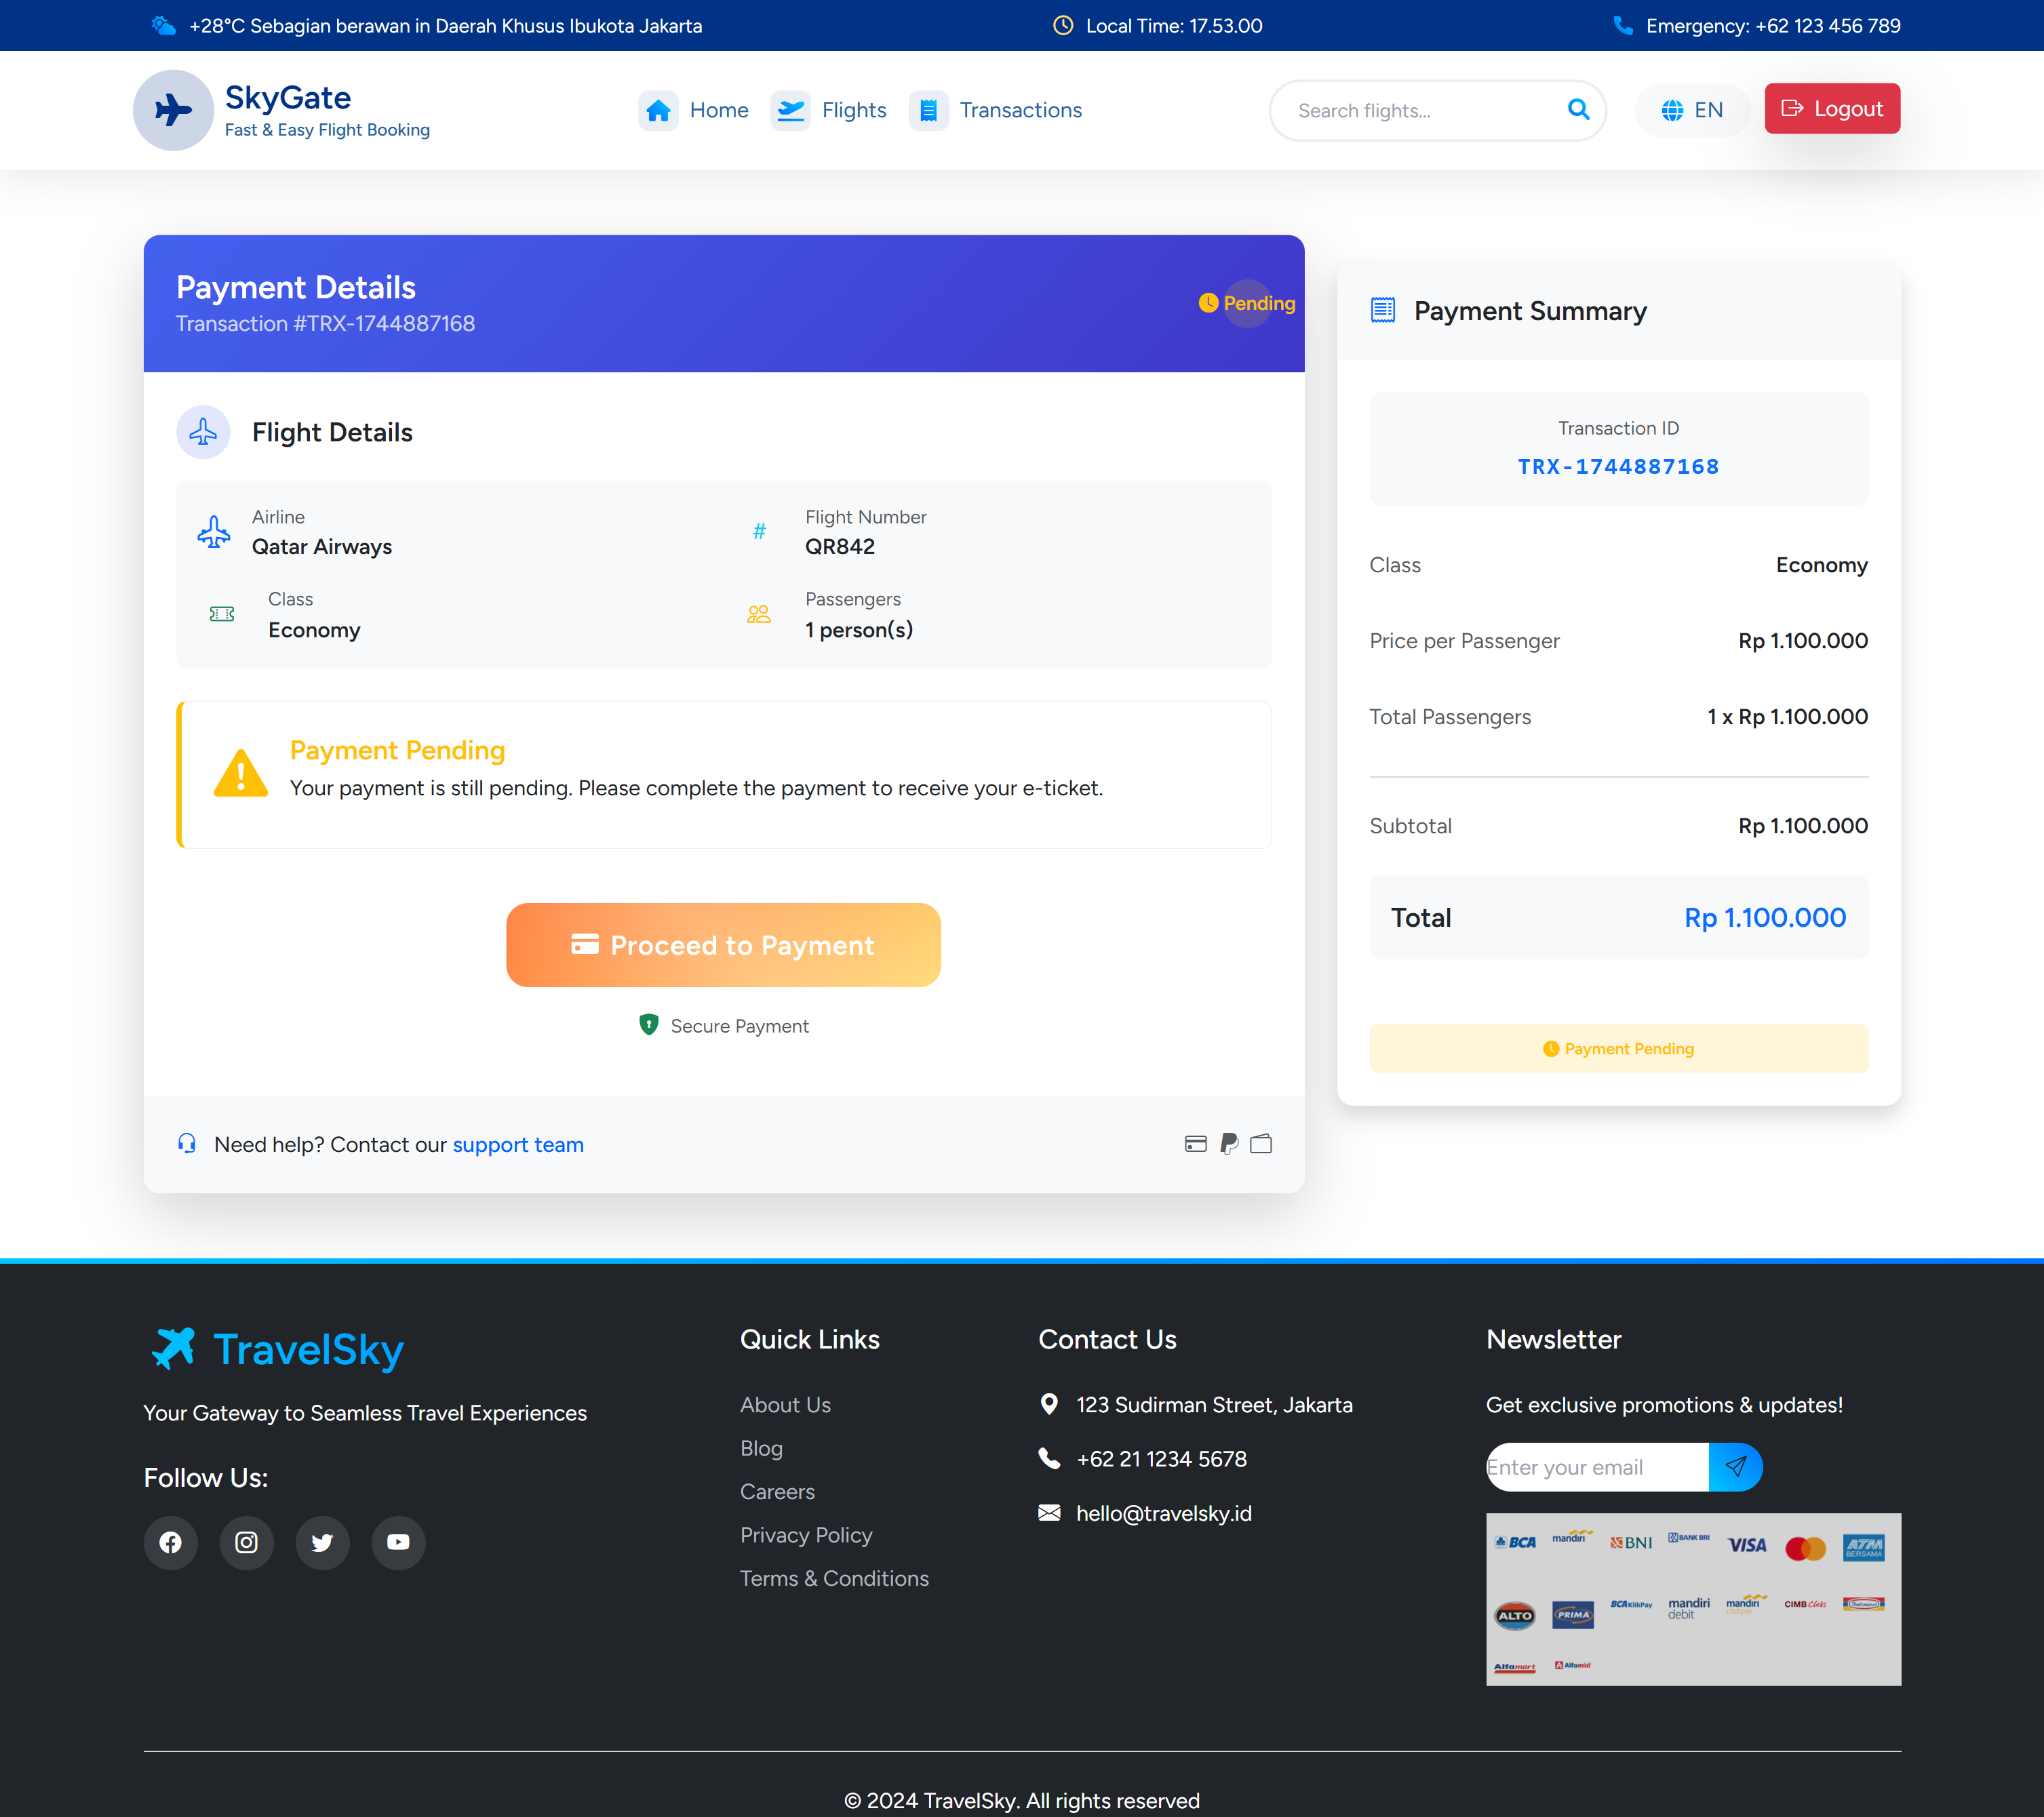 +28°C Sebagian berawan in Daerah Khusus Ibukota Jakarta
Local Time: 17.53.00
Emergency: +62 123 456 789
SkyGate
Fast & Easy Flight Booking
Home
Flights
Transactions
Search flights...
EN
Logout
Payment Details
Transaction #TRX-1744887168
Pending
Flight Details
Airline
Qatar Airways
#
Flight Number
QR842
Class
Economy
Passengers
1 person(s)
Payment Pending
Your payment is still pending. Please complete the payment to receive your e-ticket.
Proceed to Payment
Secure Payment
Need help? Contact our support team
Payment Summary
Transaction ID
TRX-1744887168
Class
Economy
Price per Passenger
Rp 1.100.000
Total Passengers
1 x Rp 1.100.000
Subtotal
Rp 1.100.000
Total
Rp 1.100.000
Payment Pending
TravelSky
Your Gateway to Seamless Travel Experiences
Follow Us:
Quick Links
About Us
Blog
Careers
Privacy Policy
Terms & Conditions
Contact Us
123 Sudirman Street, Jakarta
+62 21 1234 5678
hello@travelsky.id
Newsletter
Get exclusive promotions & updates!
Enter your email
BCA
mandiri
BNI
BANK BRI
VISA
ATM BERSAMA
ALTO
PRIMA
BCA KlikPay
mandiri debit
mandiri clickpay
CIMB Clicks
Indomaret
Alfamart
Alfamidi
© 2024 TravelSky. All rights reserved